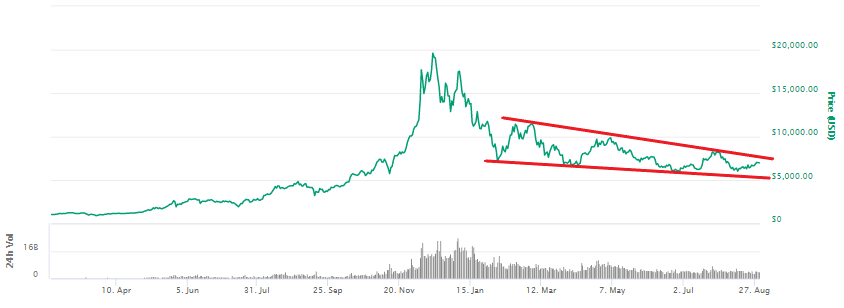 $20,000.00
$15,000.00
$10,000.00
$5,000.00
$0
Price (USD)
24h Vol
16B
0
10. Apr
5. Jun
31. Jul
25. Sep
20. Nov
15. Jan
12. Mar
7. May
2. Jul
27. Aug